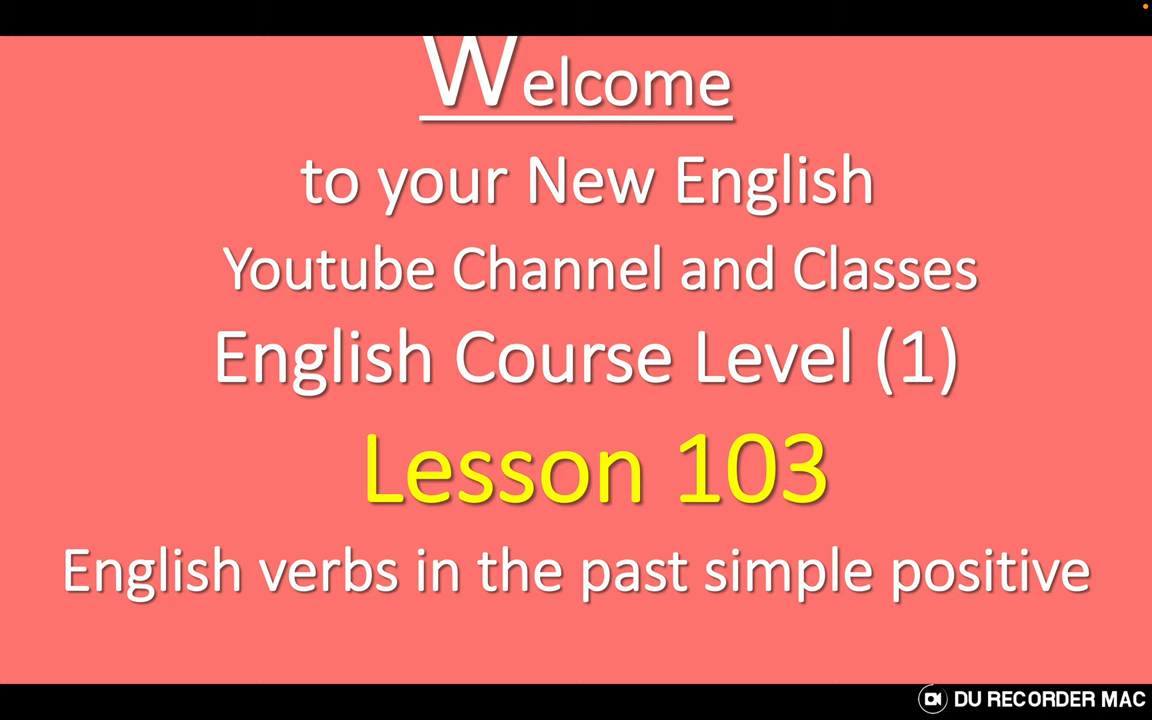 Welcome
to your New English
Youtube Channel and Classes
English Course Level (1)
Lesson 103
English verbs in the past simple positive
DU RECORDER MAC